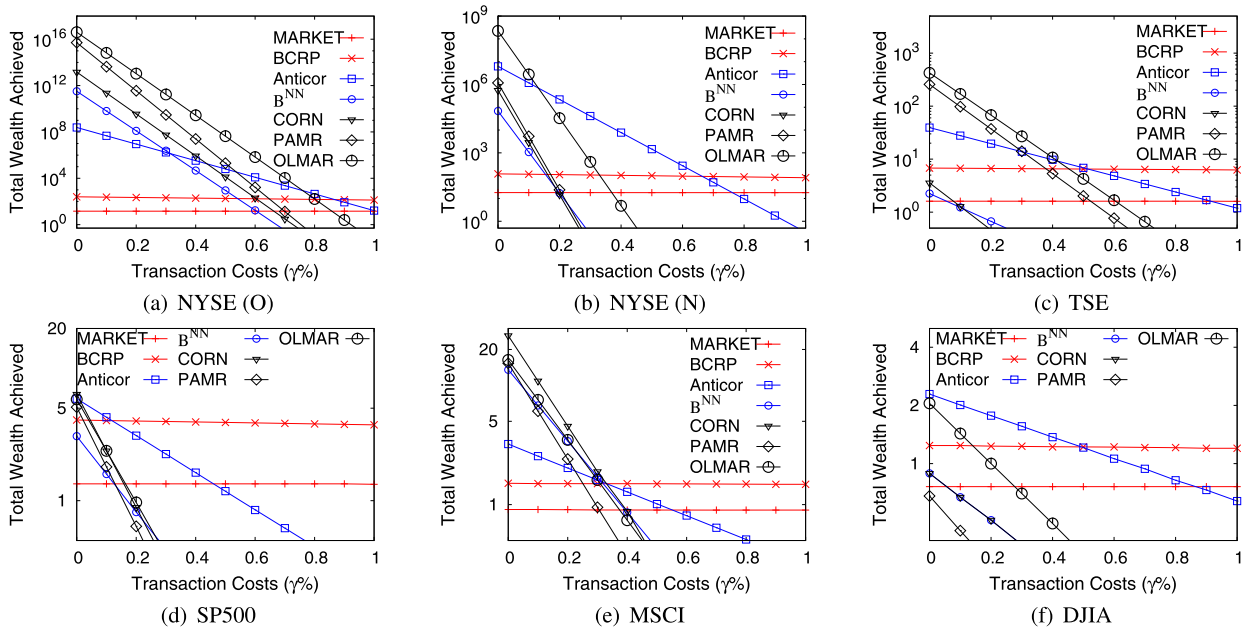 Total Wealth Achieved
10^16
10^12
10^8
10^4
10^0
MARKET
BCRP
Anticor
B^NN
CORN
PAMR
OLMAR
0 0.2 0.4 0.6 0.8 1
Transaction Costs (γ%)
(a) NYSE (O)
Total Wealth Achieved
10^9
10^6
10^3
10^0
MARKET
BCRP
Anticor
B^NN
CORN
PAMR
OLMAR
0 0.2 0.4 0.6 0.8 1
Transaction Costs (γ%)
(b) NYSE (N)
Total Wealth Achieved
10^3
10^2
10^1
10^0
MARKET
BCRP
Anticor
B^NN
CORN
PAMR
OLMAR
0 0.2 0.4 0.6 0.8 1
Transaction Costs (γ%)
(c) TSE
Total Wealth Achieved
20
5
1
MARKET B^NN OLMAR
BCRP CORN
Anticor PAMR
0 0.2 0.4 0.6 0.8 1
Transaction Costs (γ%)
(d) SP500
Total Wealth Achieved
20
5
1
MARKET
BCRP
Anticor
B^NN
CORN
PAMR
OLMAR
0 0.2 0.4 0.6 0.8 1
Transaction Costs (γ%)
(e) MSCI
Total Wealth Achieved
4
2
1
MARKET B^NN OLMAR
BCRP CORN
Anticor PAMR
0 0.2 0.4 0.6 0.8 1
Transaction Costs (γ%)
(f) DJIA